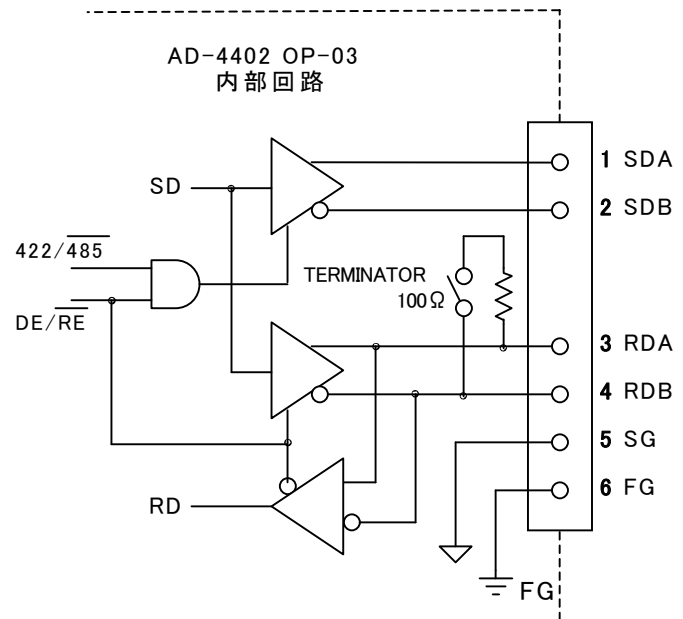 AD-4402 OP-03
内部回路
SD
1 SDA
2 SDB
422/485
DE/RE
TERMINATOR
100Ω
3 RDA
4 RDB
5 SG
6 FG
RD
FG